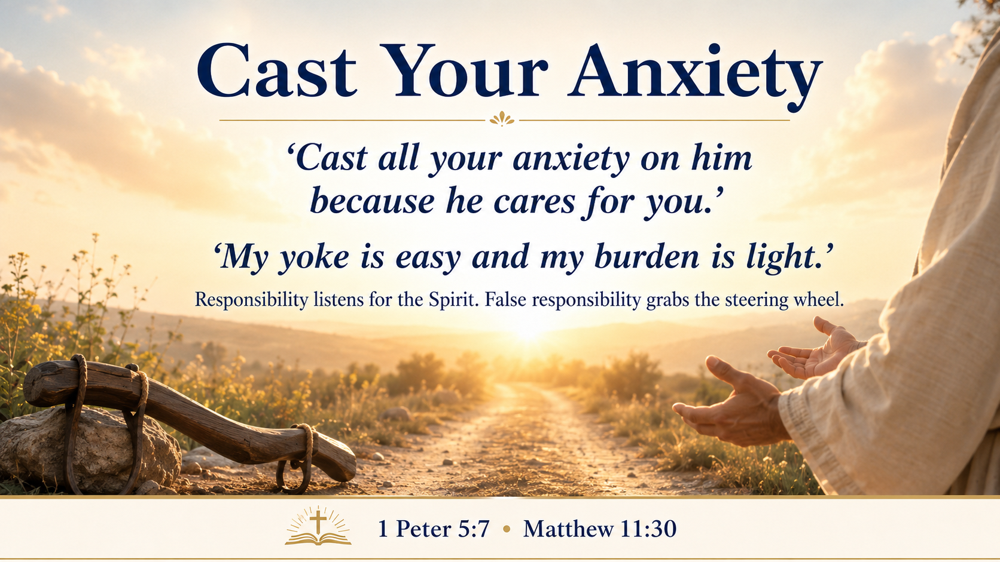 Cast Your Anxiety
‘Cast all your anxiety on him
because he cares for you.’
‘My yoke is easy and my burden is light.’
Responsibility listens for the Spirit. False responsibility grabs the steering wheel.
1 Peter 5:7 • Matthew 11:30